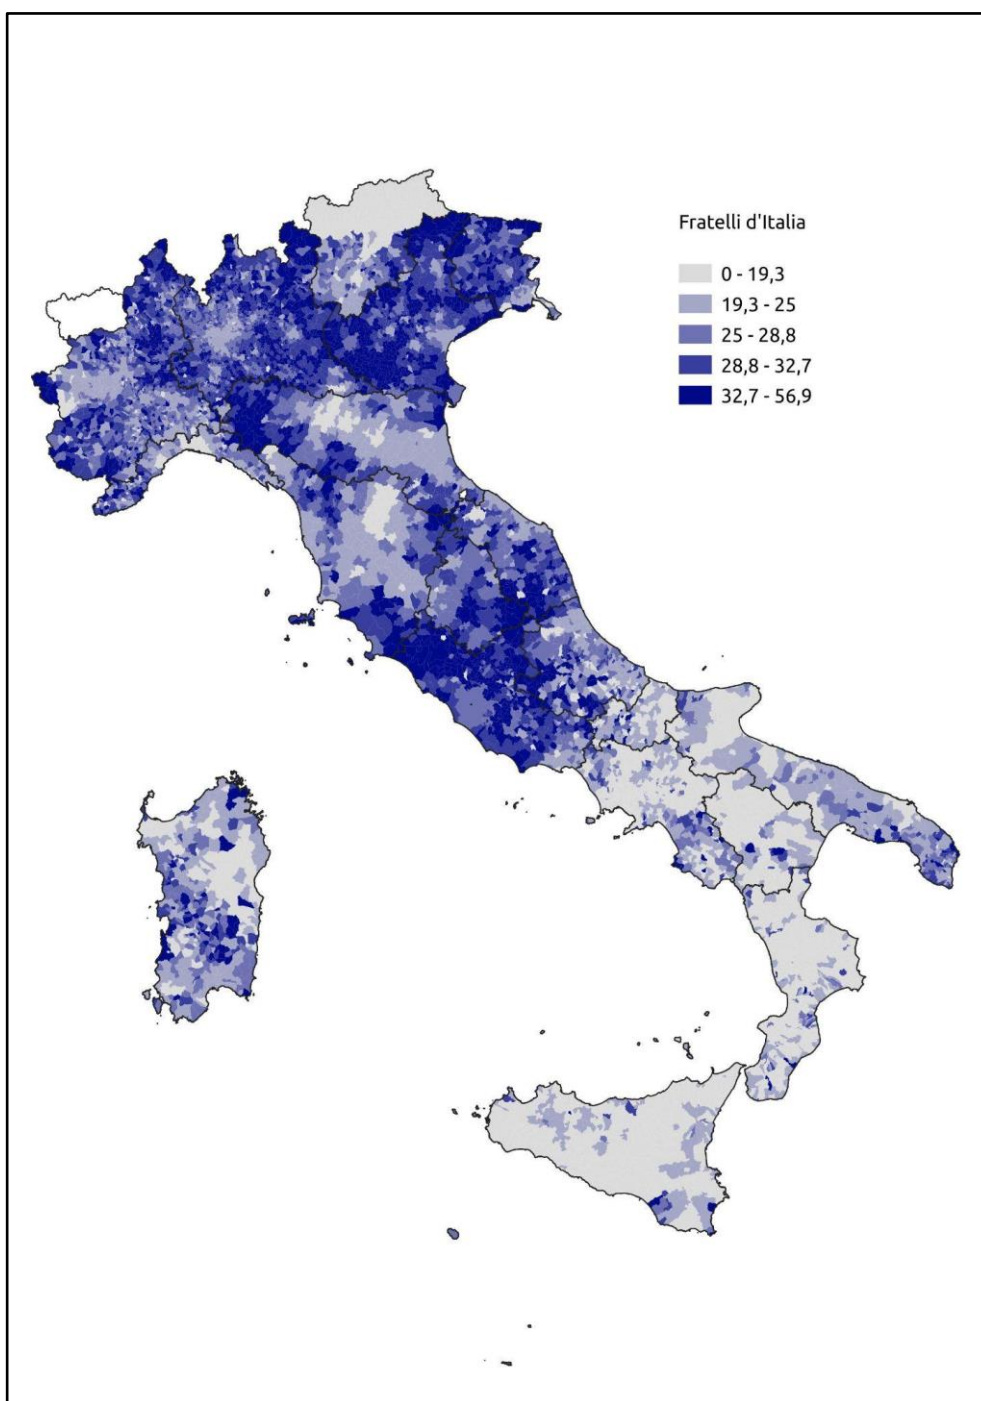 Fratelli d'Italia
0 - 19,3
19,3 - 25
25 - 28,8
28,8 - 32,7
32,7 - 56,9